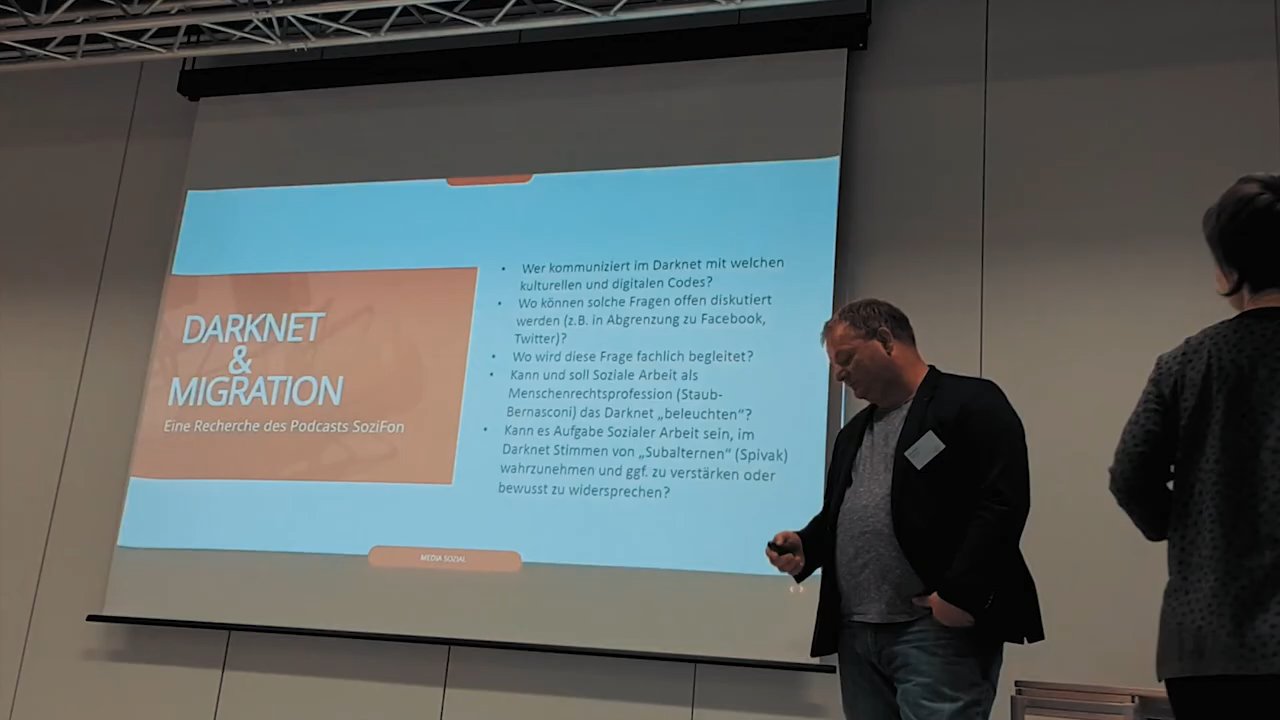 DARKNET
&
MIGRATION
Eine Recherche des Podcasts SoziFon
• Wer kommuniziert im Darknet mit welchen
kulturellen und digitalen Codes?
• Wo können solche Fragen offen diskutiert
werden (z.B. in Abgrenzung zu Facebook,
Twitter)?
• Wo wird diese Frage fachlich begleitet?
• Kann und soll Soziale Arbeit als
Menschenrechtsprofession (Staub-
Bernasconi) das Darknet „beleuchten“?
• Kann es Aufgabe Sozialer Arbeit sein, im
Darknet Stimmen von „Subalternen“ (Spivak)
wahrzunehmen und ggf. zu verstärken oder
bewusst zu widersprechen?
MEDIA SOZIAL